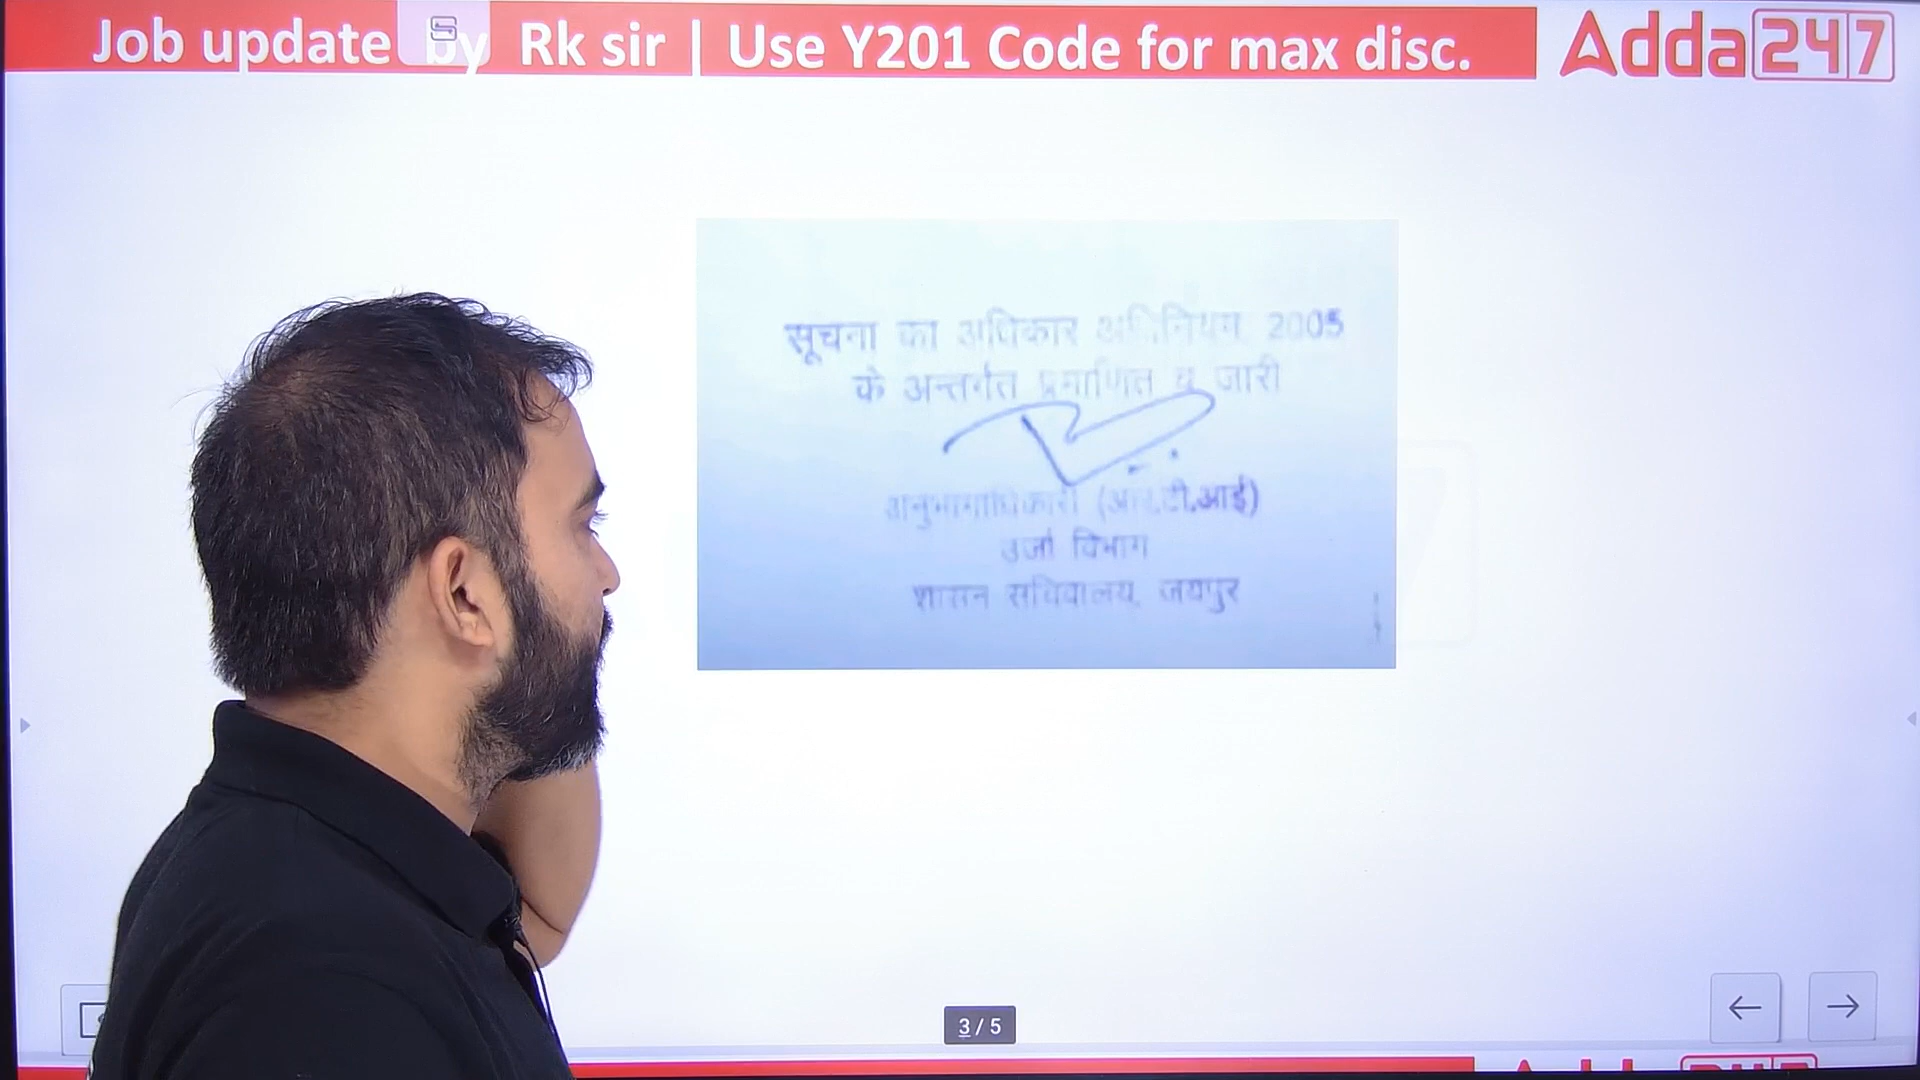 Job update by Rk sir | Use Y201 Code for max disc.
Adda247
सूचना का अधिकार अधिनियम 2005
के अन्तर्गत प्रमाणित व जारी
अनुभागाधिकारी (आर.टी.आई)
उर्जा विभाग
शासन सचिवालय, जयपुर
3 / 5